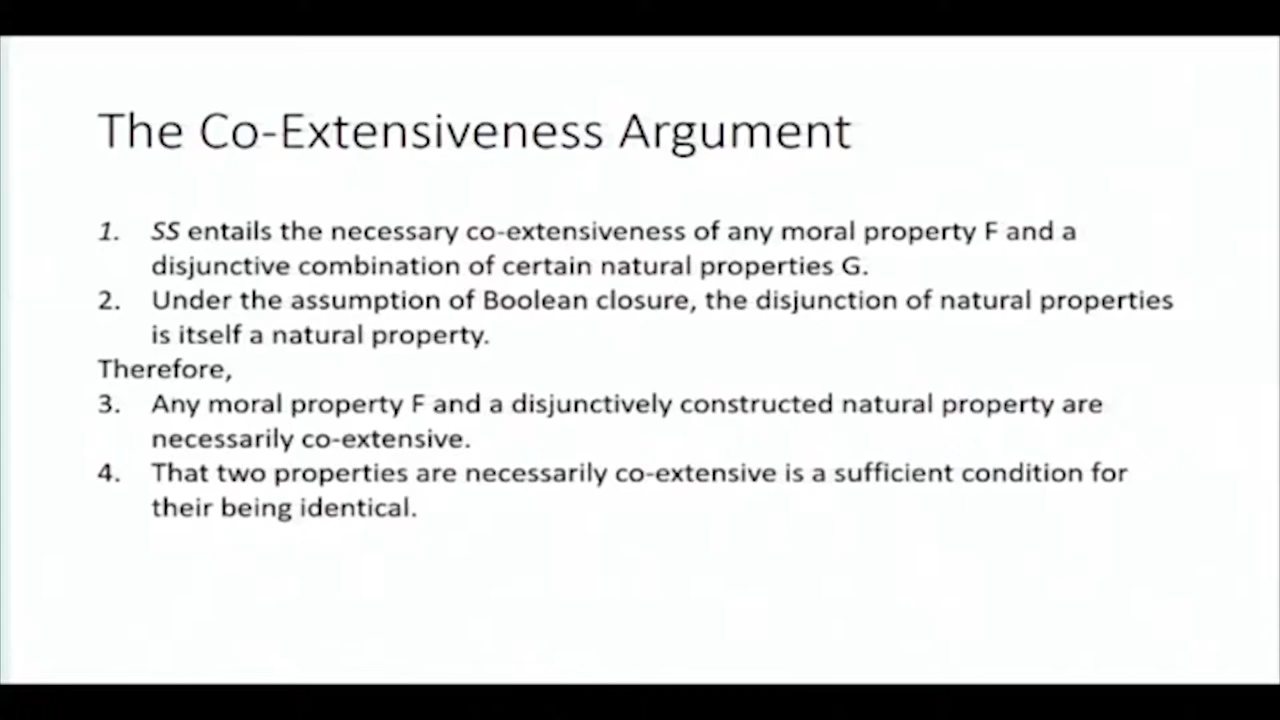 The Co-Extensiveness Argument
1. SS entails the necessary co-extensiveness of any moral property F and a
disjunctive combination of certain natural properties G.
2. Under the assumption of Boolean closure, the disjunction of natural properties
is itself a natural property.
Therefore,
3. Any moral property F and a disjunctively constructed natural property are
necessarily co-extensive.
4. That two properties are necessarily co-extensive is a sufficient condition for
their being identical.